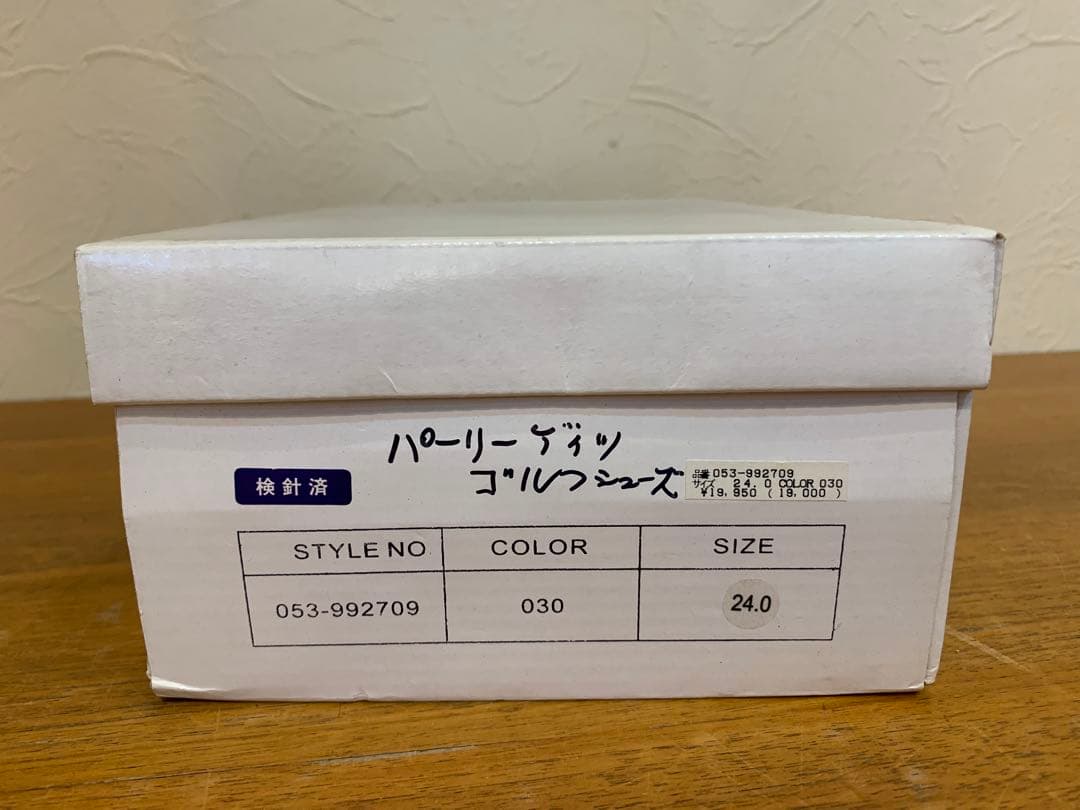 パーリーゲイツ
ゴルフシューズ
検針済
品番 053-992709
サイズ 24.0 COLOR 030
¥19,950 ( 19,000 )
STYLE NO COLOR SIZE
053-992709 030 24.0